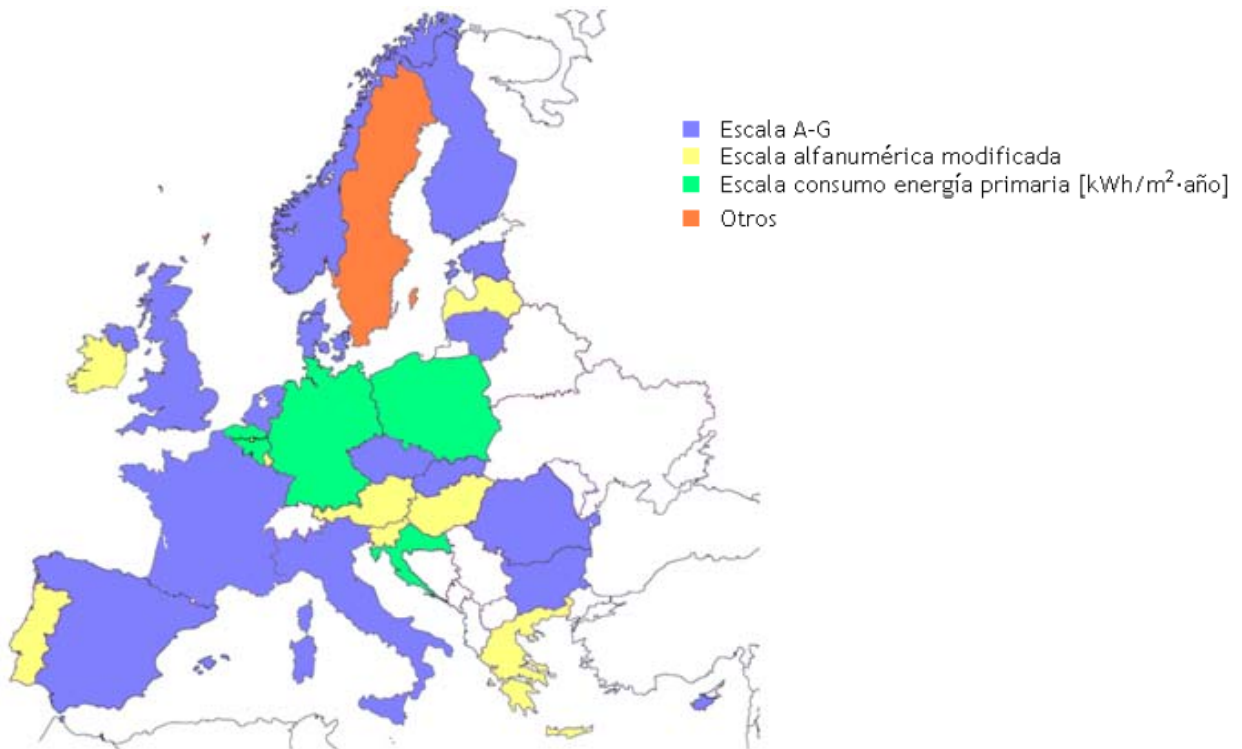 Escala A-G
Escala alfanumérica modificada
Escala consumo energía primaria [kWh/m²·año]
Otros